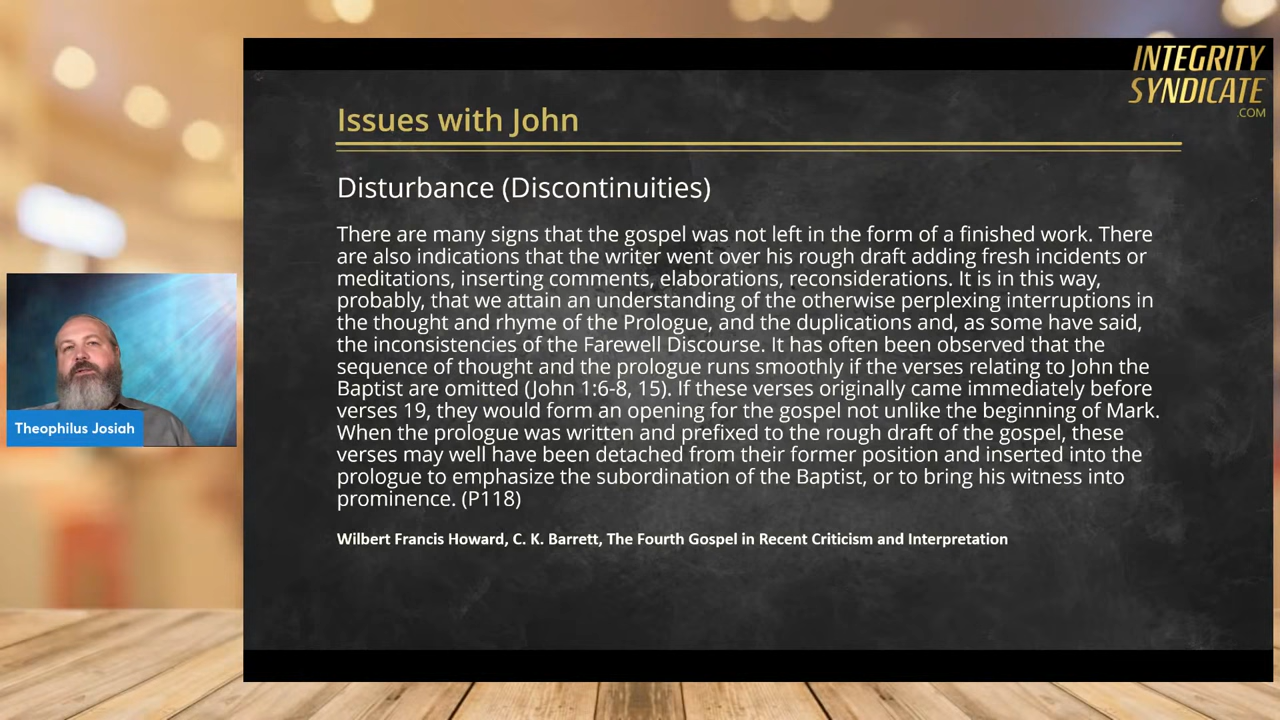 INTEGRITY
SYNDICATE
.COM
Issues with John
Disturbance (Discontinuities)
There are many signs that the gospel was not left in the form of a finished work. There
are also indications that the writer went over his rough draft adding fresh incidents or
meditations, inserting comments, elaborations, reconsiderations. It is in this way,
probably, that we attain an understanding of the otherwise perplexing interruptions in
the thought and rhyme of the Prologue, and the duplications and, as some have said,
the inconsistencies of the Farewell Discourse. It has often been observed that the
sequence of thought and the prologue runs smoothly if the verses relating to John the
Baptist are omitted (John 1:6-8, 15). If these verses originally came immediately before
verses 19, they would form an opening for the gospel not unlike the beginning of Mark.
When the prologue was written and prefixed to the rough draft of the gospel, these
verses may well have been detached from their former position and inserted into the
prologue to emphasize the subordination of the Baptist, or to bring his witness into
prominence. (P118)
Wilbert Francis Howard, C. K. Barrett, The Fourth Gospel in Recent Criticism and Interpretation
Theophilus Josiah